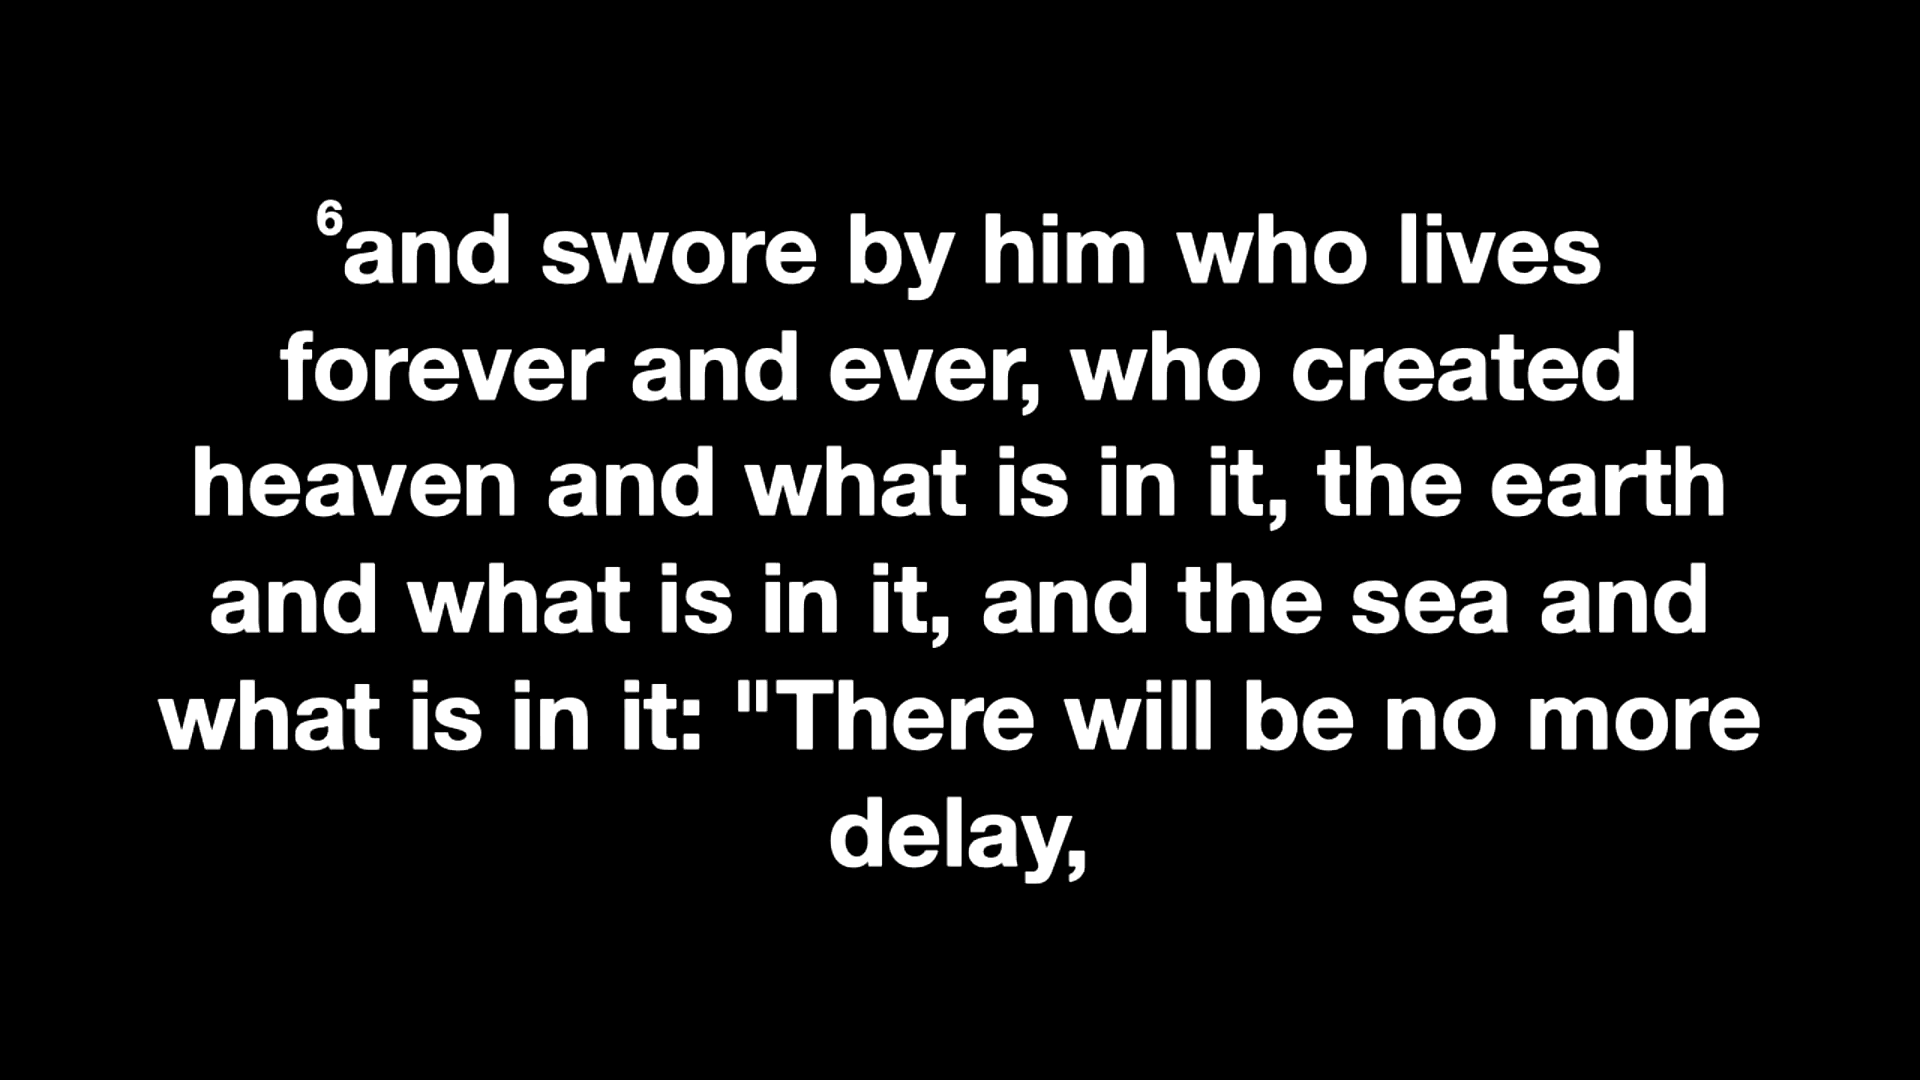 ⁶and swore by him who lives
forever and ever, who created
heaven and what is in it, the earth
and what is in it, and the sea and
what is in it: "There will be no more
delay,